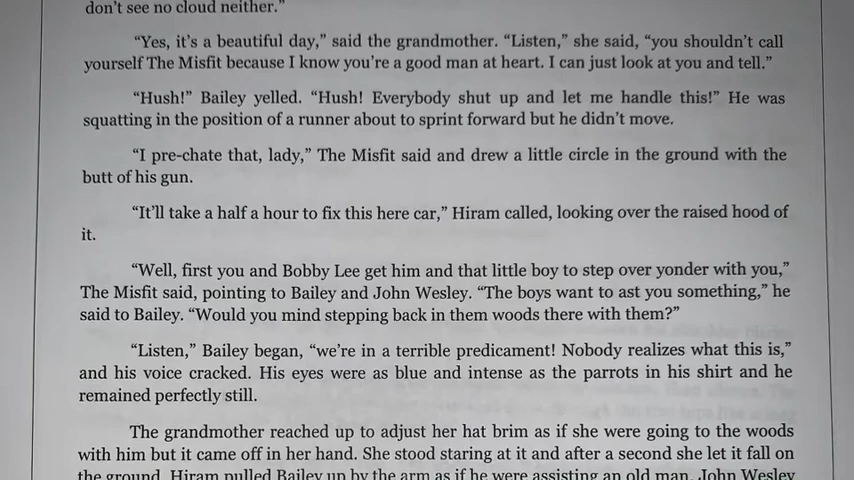 don't see no cloud neither."
"Yes, it's a beautiful day," said the grandmother. "Listen," she said, "you shouldn't call
yourself The Misfit because I know you're a good man at heart. I can just look at you and tell."
"Hush!" Bailey yelled. "Hush! Everybody shut up and let me handle this!" He was
squatting in the position of a runner about to sprint forward but he didn't move.
"I pre-chate that, lady," The Misfit said and drew a little circle in the ground with the
butt of his gun.
"It'll take a half a hour to fix this here car," Hiram called, looking over the raised hood of
it.
"Well, first you and Bobby Lee get him and that little boy to step over yonder with you,"
The Misfit said, pointing to Bailey and John Wesley. "The boys want to ast you something," he
said to Bailey. "Would you mind stepping back in them woods there with them?"
"Listen," Bailey began, "we're in a terrible predicament! Nobody realizes what this is,"
and his voice cracked. His eyes were as blue and intense as the parrots in his shirt and he
remained perfectly still.
The grandmother reached up to adjust her hat brim as if she were going to the woods
with him but it came off in her hand. She stood staring at it and after a second she let it fall on
the ground. Hiram pulled Bailey up by the arm as if he were assisting an old man. John Wesley